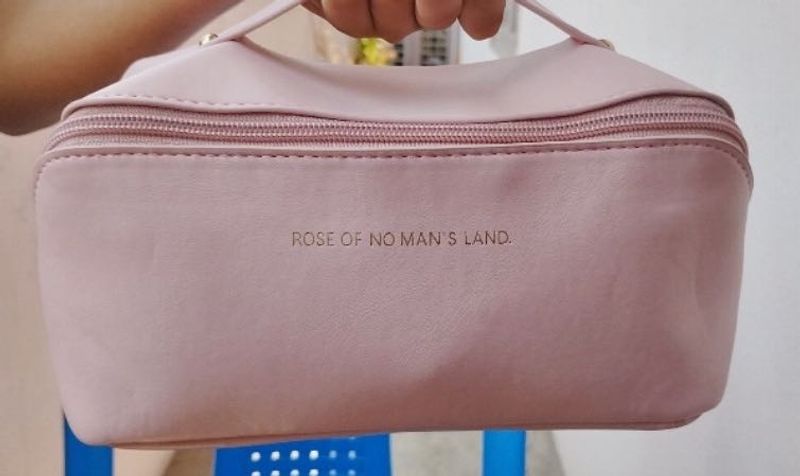 ROSE OF NO MAN'S LAND.